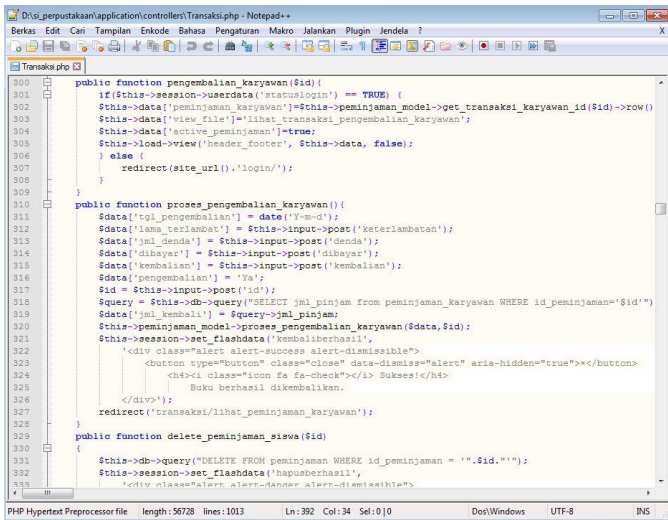 D:\si_perpustakaan\application\controllers\Transaksi.php - Notepad++
Berkas Edit Cari Tampilan Enkode Bahasa Pengaturan Makro Jalankan Plugin Jendela ? X
Transaksi.php
300 public function pengembalian_karyawan($id){
301 if($this->session->userdata('statuslogin') == TRUE) {
302 $this->data['peminjaman_karyawan']=$this->peminjaman_model->get_transaksi_karyawan_id($id)->row()
303 $this->data['view_file']='lihat_transaksi_pengembalian_karyawan';
304 $this->data['active_peminjaman']=true;
305 $this->load->view('header_footer', $this->data, false);
306 } else {
307 redirect(site_url().'login/');
308 }
309 }
310 public function proses_pengembalian_karyawan(){
311 $data['tgl_pengembalian'] = date('Y-m-d');
312 $data['lama_terlambat'] = $this->input->post('keterlambatan');
313 $data['jml_denda'] = $this->input->post('denda');
314 $data['dibayar'] = $this->input->post('dibayar');
315 $data['kembalian'] = $this->input->post('kembalian');
316 $data['pengembalian'] = 'Ya';
317 $id = $this->input->post('id');
318 $query = $this->db->query("SELECT jml_pinjam from peminjaman_karyawan WHERE id_peminjaman='$id'")
319 $data['jml_kembali'] = $query->jml_pinjam;
320 $this->peminjaman_model->proses_pengembalian_karyawan($data,$id);
321 $this->session->set_flashdata('kembaliberhasil',
322 '<div class="alert alert-success alert-dismissible">
323 <button type="button" class="close" data-dismiss="alert" aria-hidden="true">×</button>
324 <h4><i class="icon fa fa-check"></i> Sukses!</h4>
325 Buku berhasil dikembalikan.
326 </div>');
327 redirect('transaksi/lihat_peminjaman_karyawan');
328 }
329 public function delete_peminjaman_siswa($id)
330 {
331 $this->db->query("DELETE FROM peminjaman WHERE id_peminjaman = '".$id."'");
332 $this->session->set_flashdata('hapusberhasil',
333 '<div class="alert alert-danger alert-dismissible">
PHP Hypertext Preprocessor file length : 56728 lines : 1013 Ln : 392 Col : 34 Sel : 0 | 0 Dos\Windows UTF-8 INS